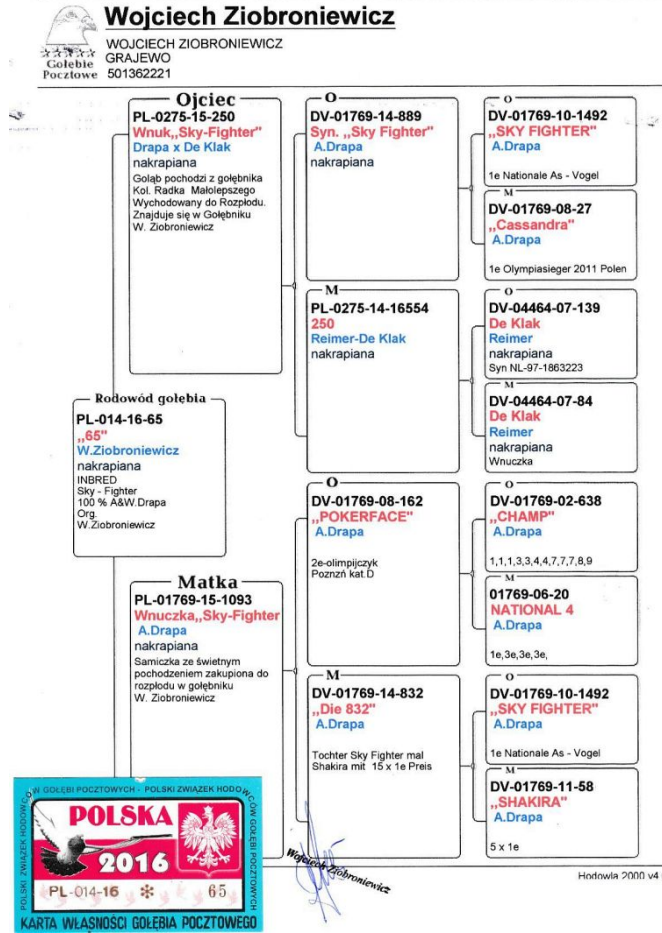 Wojciech Ziobroniewicz
WOJCIECH ZIOBRONIEWICZ
GRAJEWO
501362221
Gołebie
Pocztowe
Ojciec
PL-0275-15-250
Wnuk,,Sky-Fighter"
Drapa x De Klak
nakrapiana
Goląb pochodzi z gołębnika
Kol. Radka Małolepszego
Wychodowany do Rozpłodu.
Znajduje się w Gołębniku
W. Ziobroniewicz
Rodowód gołębia
PL-014-16-65
,,65"
W.Ziobroniewicz
nakrapiana
INBRED
Sky - Fighter
100 % A&W.Drapa
Org.
W.Ziobroniewicz
Matka
PL-01769-15-1093
Wnuczka,,Sky-Fighter
A.Drapa
nakrapiana
Samiczka ze świetnym
pochodzeniem zakupiona do
rozpłodu w gołębniku
W. Ziobroniewicz
O
DV-01769-14-889
Syn. ,,Sky Fighter"
A.Drapa
nakrapiana
M
PL-0275-14-16554
250
Reimer-De Klak
nakrapiana
O
DV-01769-08-162
,,POKERFACE"
A.Drapa
2e-olimpijczyk
Poznzń kat.D
M
DV-01769-14-832
,,Die 832"
A.Drapa
Tochter Sky Fighter mal
Shakira mit 15 x 1e Preis
O
DV-01769-10-1492
,,SKY FIGHTER"
A.Drapa
1e Nationale As - Vogel
M
DV-01769-08-27
,,Cassandra"
A.Drapa
1e Olympiasieger 2011 Polen
O
DV-04464-07-139
De Klak
Reimer
nakrapiana
Syn NL-97-1863223
M
DV-04464-07-84
De Klak
Reimer
nakrapiana
Wnuczka
O
DV-01769-02-638
,,CHAMP"
A.Drapa
1,1,1,3,3,4,4,7,7,7,8,9
M
01769-06-20
NATIONAL 4
A.Drapa
1e,3e,3e,3e,
O
DV-01769-10-1492
,,SKY FIGHTER"
A.Drapa
1e Nationale As - Vogel
M
DV-01769-11-58
,,SHAKIRA"
A.Drapa
5 x 1e
POLSKI ZWIĄZEK HODOWCÓW GOŁĘBI POCZTOWYCH - POLSKI ZWIĄZEK HODOWCÓW GOŁĘBI POCZTOWYCH
POLSKA
2016
PL-014-16 * 65
KARTA WŁASNOŚCI GOŁĘBIA POCZTOWEGO
Wojciech Ziobroniewicz
Hodowla 2000 v4